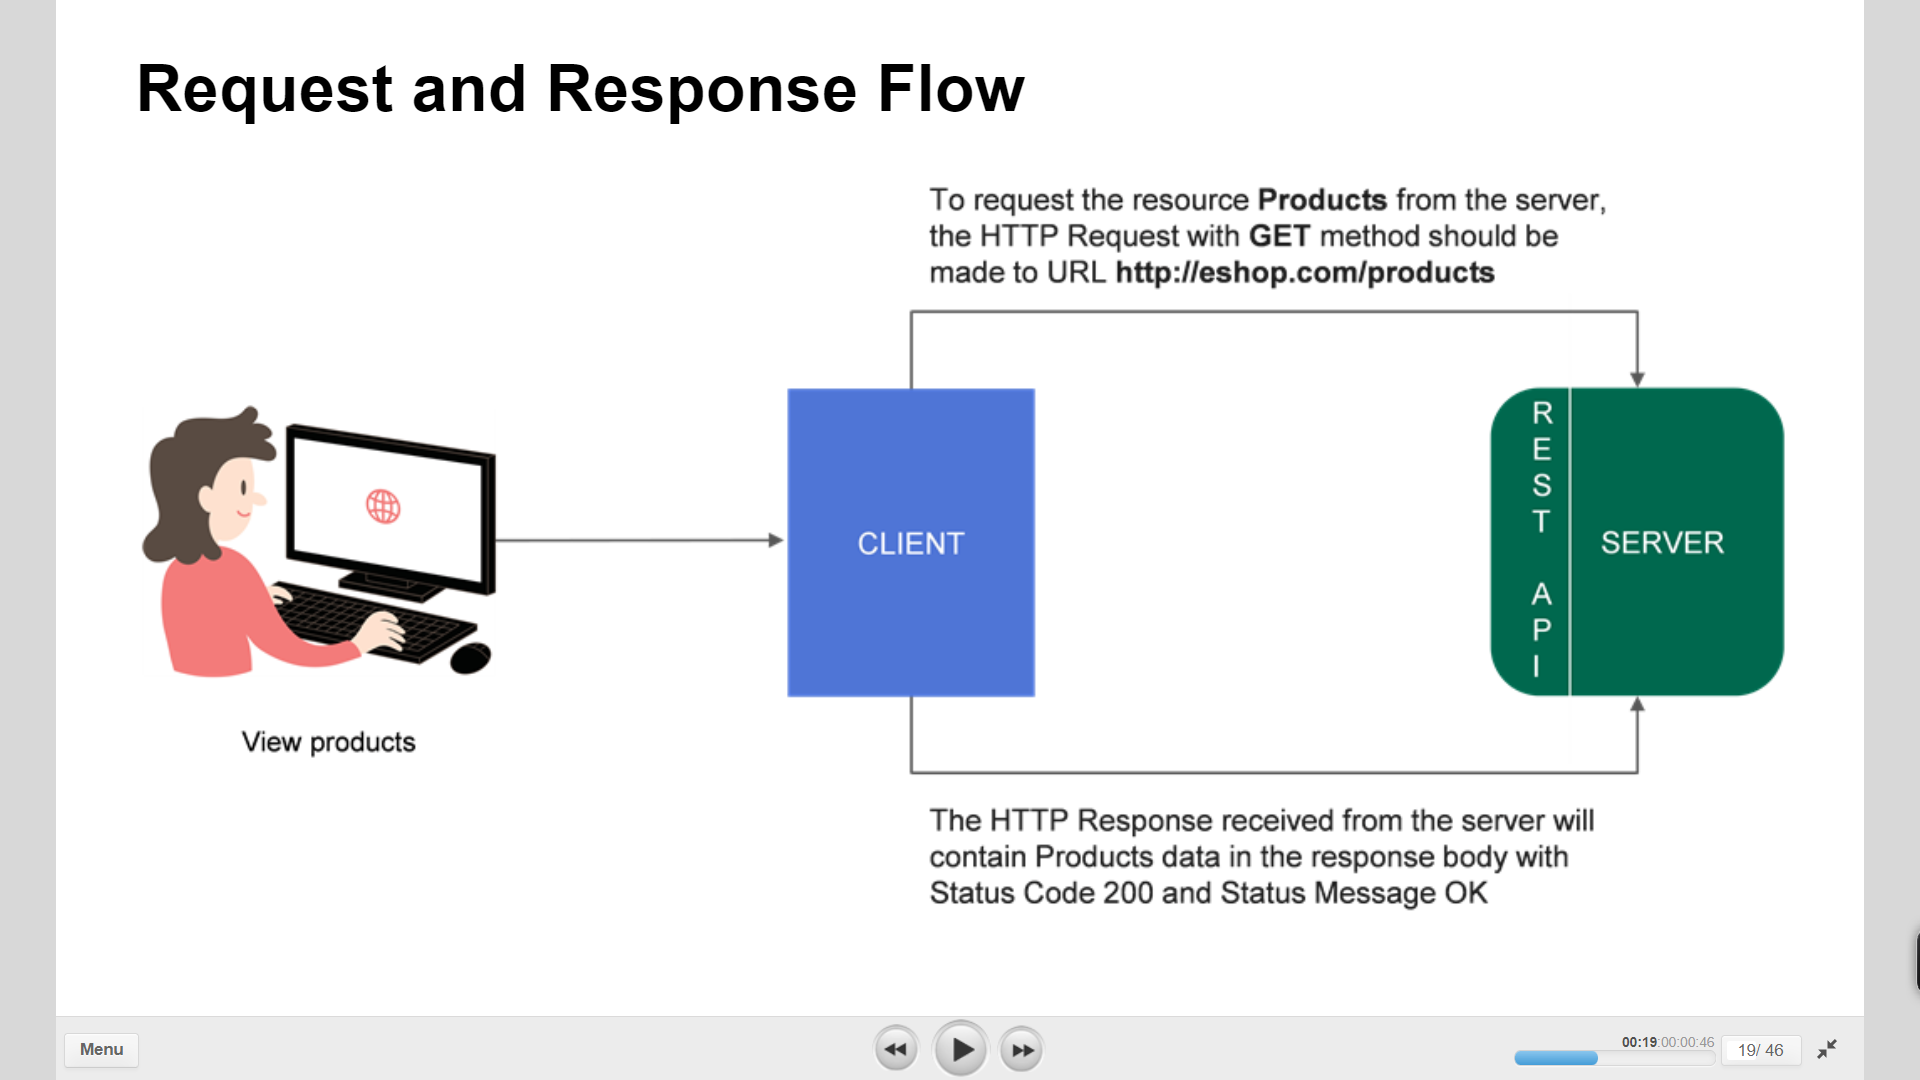 Request and Response Flow
To request the resource Products from the server,
the HTTP Request with GET method should be
made to URL http://eshop.com/products
REST API
CLIENT
SERVER
View products
The HTTP Response received from the server will
contain Products data in the response body with
Status Code 200 and Status Message OK
Menu
00:19:00:00:46
19/ 46